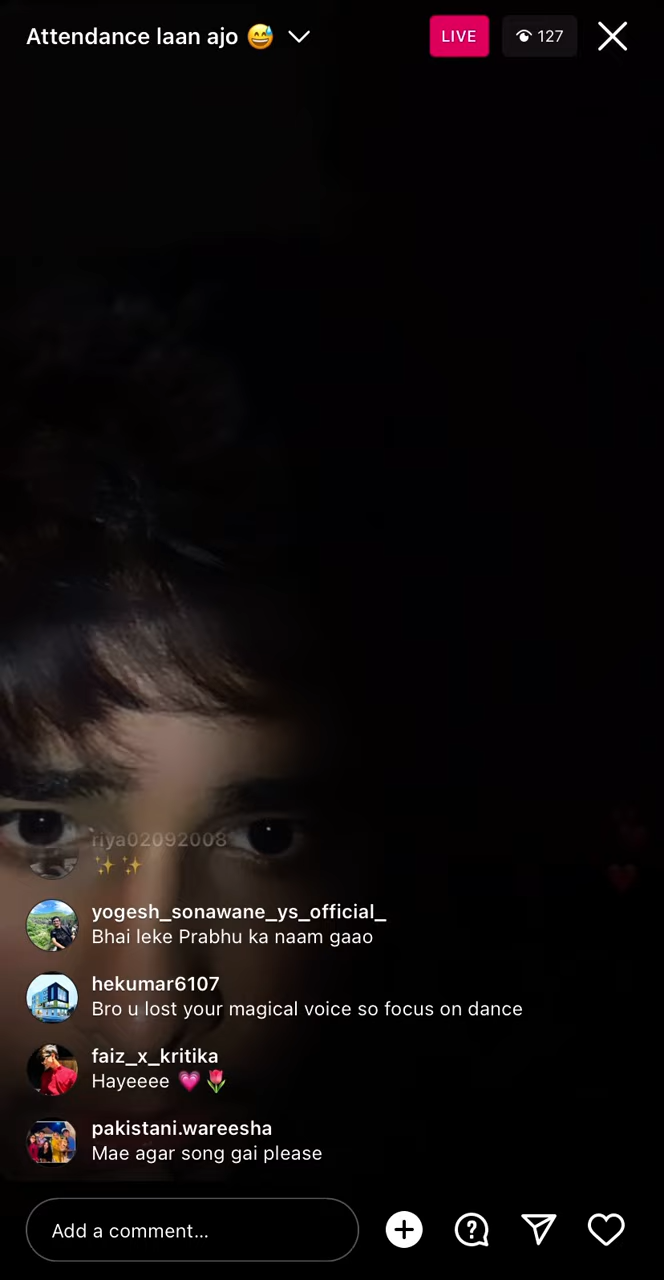 Attendance laan ajo 😅
LIVE
127
riya02092008
✨ ✨
yogesh_sonawane_ys_official_
Bhai leke Prabhu ka naam gaao
hekumar6107
Bro u lost your magical voice so focus on dance
faiz_x_kritika
Hayeeee 💗🌷
pakistani.wareesha
Mae agar song gai please
Add a comment...